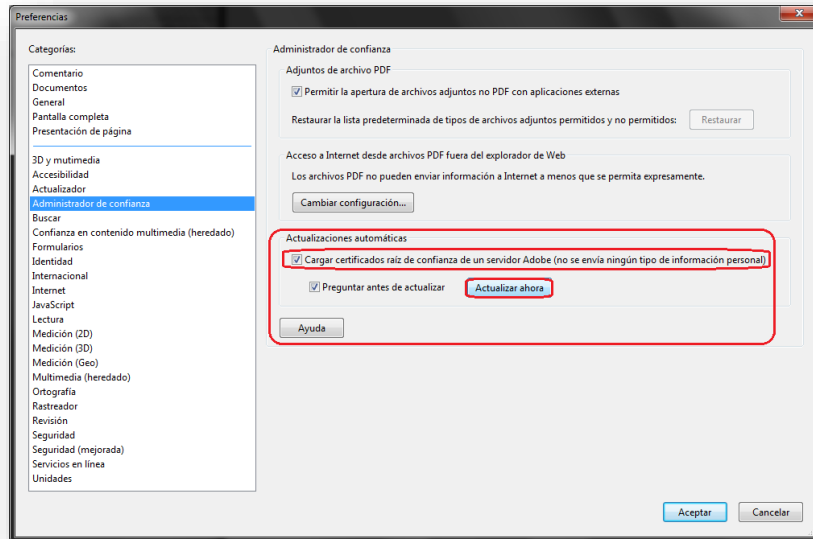 Preferencias
Categorías:
Comentario
Documentos
General
Pantalla completa
Presentación de página
3D y mutimedia
Accesibilidad
Actualizador
Administrador de confianza
Buscar
Confianza en contenido multimedia (heredado)
Formularios
Identidad
Internacional
Internet
JavaScript
Lectura
Medición (2D)
Medición (3D)
Medición (Geo)
Multimedia (heredado)
Ortografía
Rastreador
Revisión
Seguridad
Seguridad (mejorada)
Servicios en línea
Unidades
Administrador de confianza
Adjuntos de archivo PDF
Permitir la apertura de archivos adjuntos no PDF con aplicaciones externas
Restaurar la lista predeterminada de tipos de archivos adjuntos permitidos y no permitidos: Restaurar
Acceso a Internet desde archivos PDF fuera del explorador de Web
Los archivos PDF no pueden enviar información a Internet a menos que se permita expresamente.
Cambiar configuración...
Actualizaciones automáticas
Cargar certificados raíz de confianza de un servidor Adobe (no se envía ningún tipo de información personal)
Preguntar antes de actualizar Actualizar ahora
Ayuda
Aceptar Cancelar